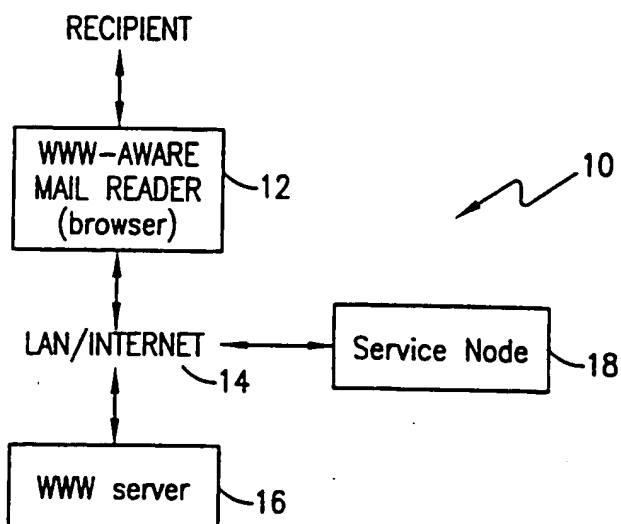 RECIPIENT
WWW-AWARE
MAIL READER
(browser)
12
10
LAN/INTERNET
14
Service Node
18
WWW server
16